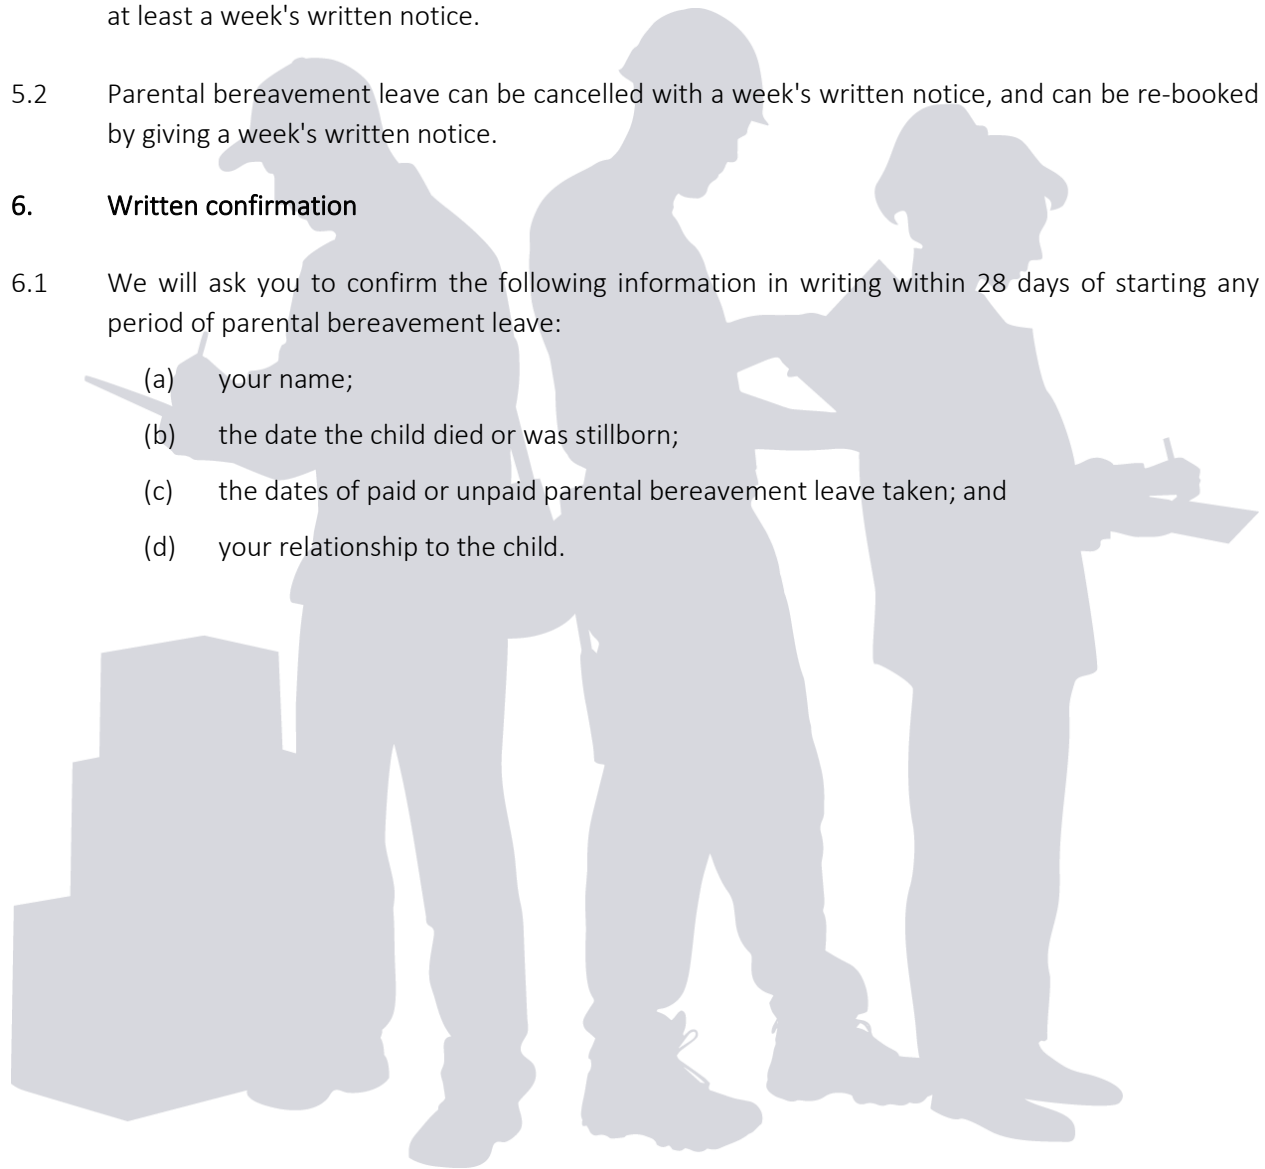 at least a week's written notice.
5.2 Parental bereavement leave can be cancelled with a week's written notice, and can be re-booked
by giving a week's written notice.
6. Written confirmation
6.1 We will ask you to confirm the following information in writing within 28 days of starting any
period of parental bereavement leave:
(a) your name;
(b) the date the child died or was stillborn;
(c) the dates of paid or unpaid parental bereavement leave taken; and
(d) your relationship to the child.